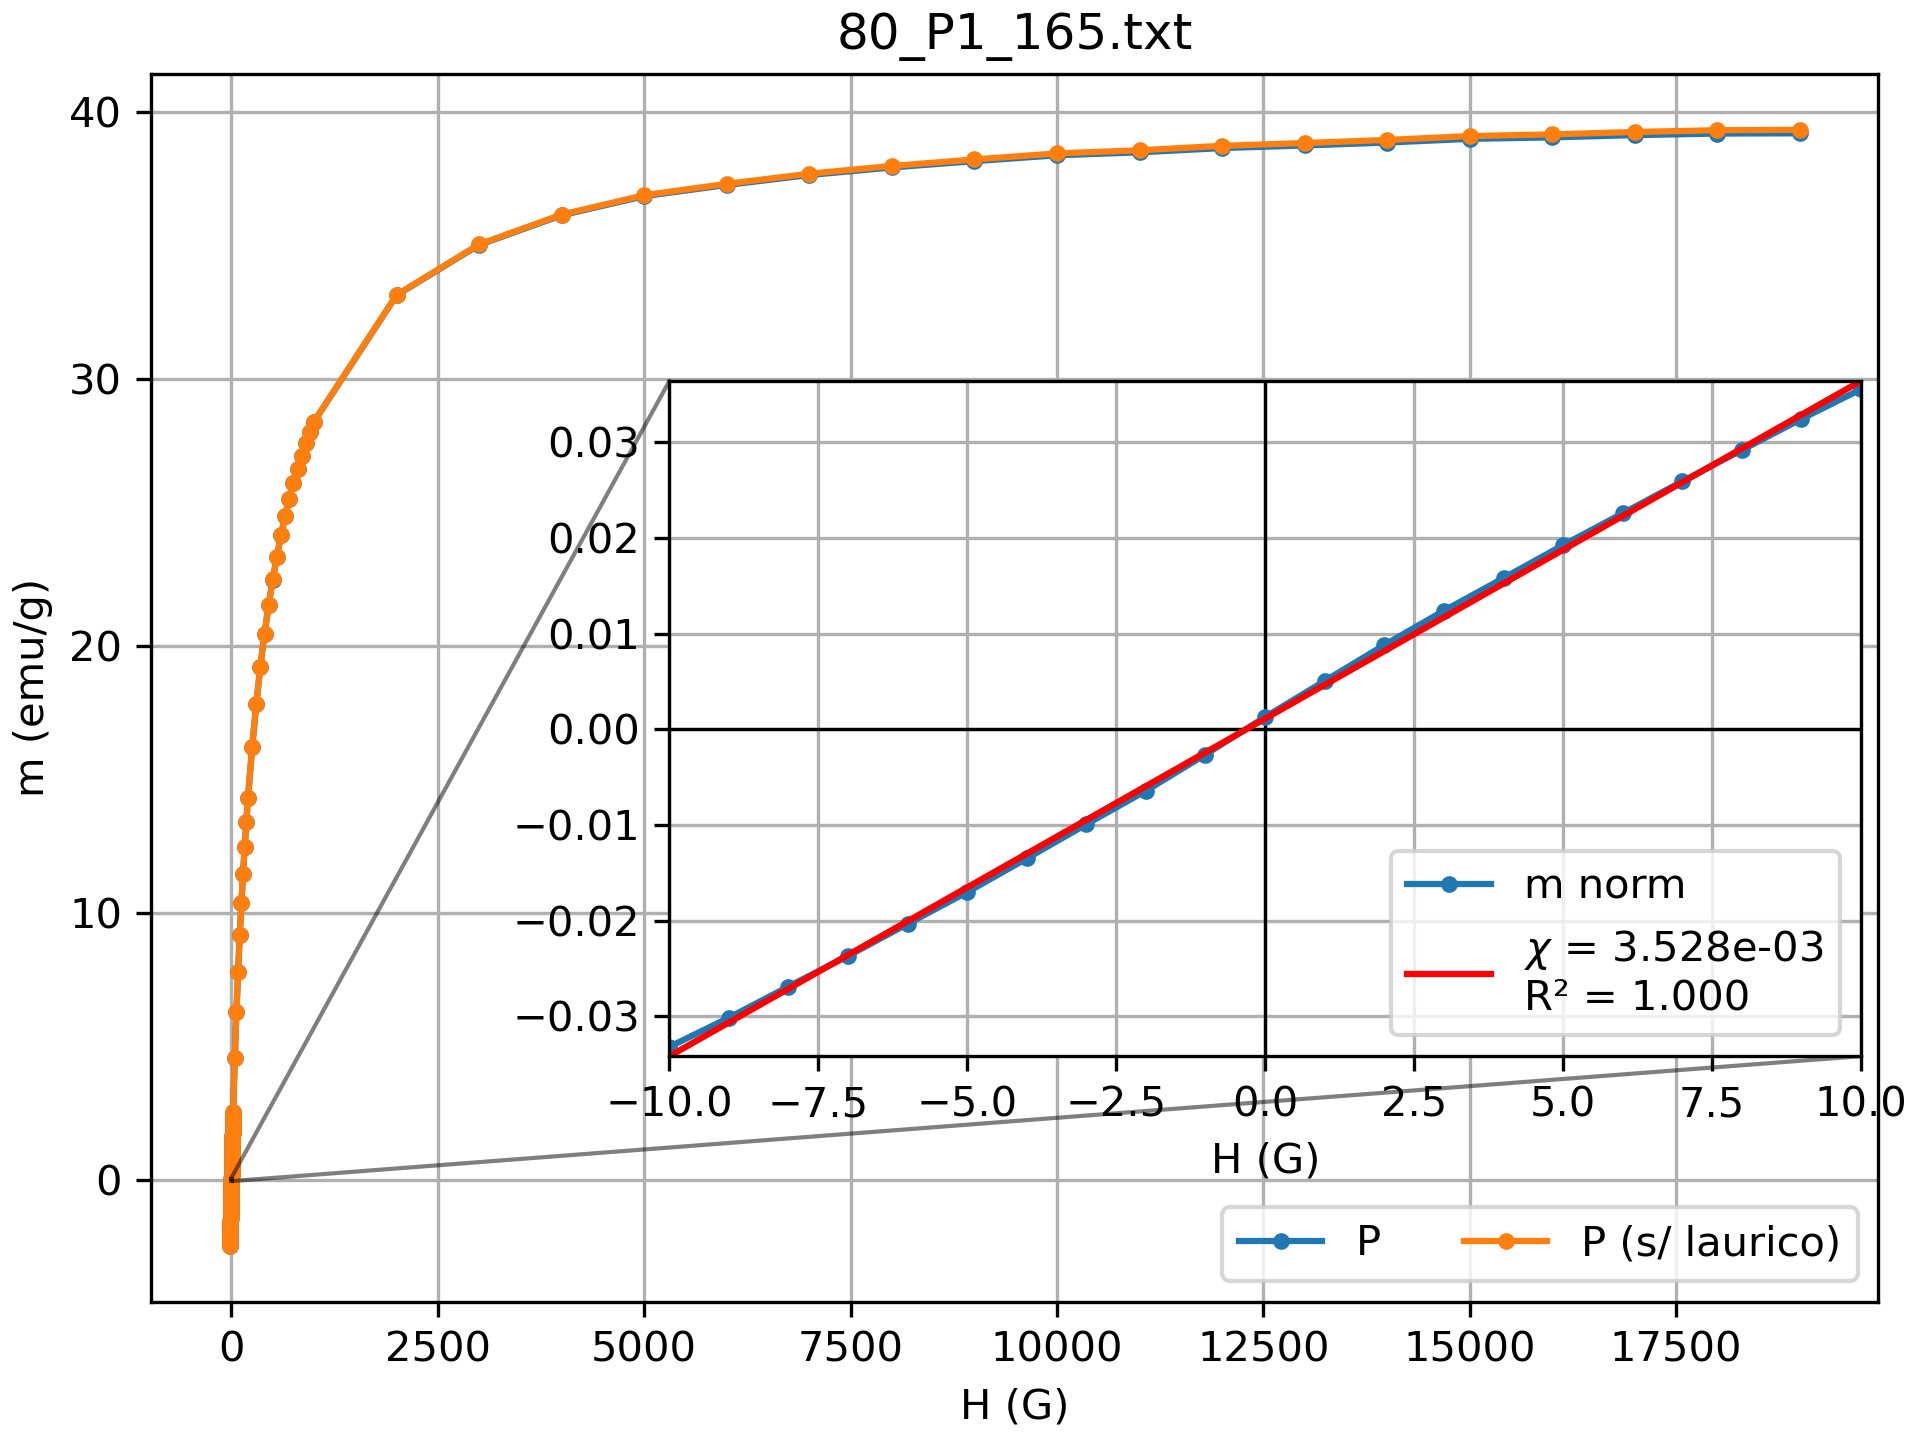 80_P1_165.txt
40
30
20
10
0
m (emu/g)
0.03
0.02
0.01
0.00
−0.01
−0.02
−0.03
m norm
χ = 3.528e-03
R² = 1.000
−10.0 −7.5 −5.0 −2.5 0.0 2.5 5.0 7.5 10.0
H (G)
P P (s/ laurico)
0 2500 5000 7500 10000 12500 15000 17500
H (G)